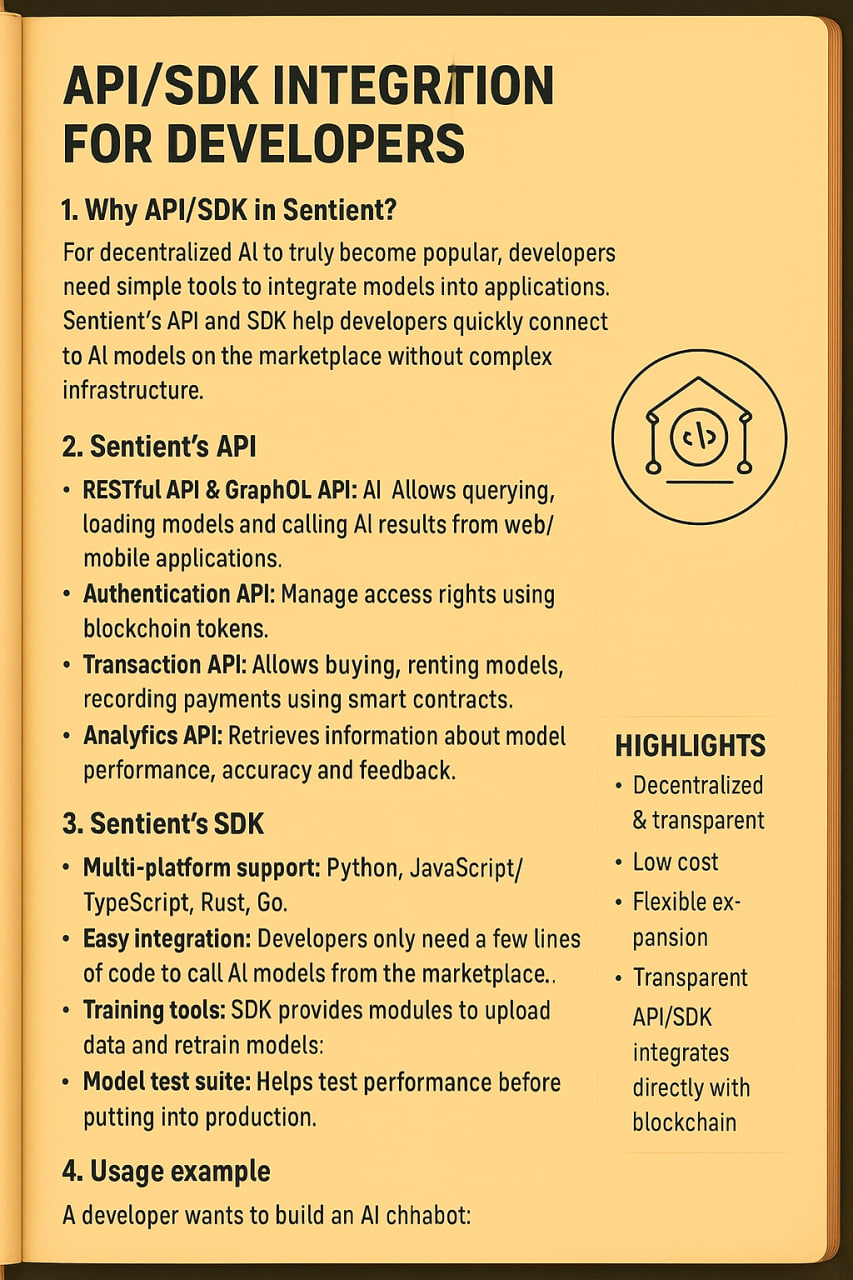 API/SDK INTEGRTION
FOR DEVELOPERS
1. Why API/SDK in Sentient?
For decentralized AI to truly become popular, developers
need simple tools to integrate models into applications.
Sentient's API and SDK help developers quickly connect
to AI models on the marketplace without complex
infrastructure.
2. Sentient's API
• RESTful API & GraphOL API: AI Allows querying,
loading models and calling AI results from web/
mobile applications.
• Authentication API: Manage access rights using
blockchoin tokens.
• Transaction API: Allows buying, renting models,
recording payments using smart contracts.
• Analyfics API: Retrieves information about model
performance, accuracy and feedback.
3. Sentient's SDK
• Multi-platform support: Python, JavaScript/
TypeScript, Rust, Go.
• Easy integration: Developers only need a few lines
of code to call AI models from the marketplace..
• Training tools: SDK provides modules to upload
data and retrain models:
• Model test suite: Helps test performance before
putting into production.
4. Usage example
A developer wants to build an AI chhabot:
</>
HIGHLIGHTS
• Decentralized
& transparent
• Low cost
• Flexible ex-
pansion
• Transparent
API/SDK
integrates
directly with
blockchain